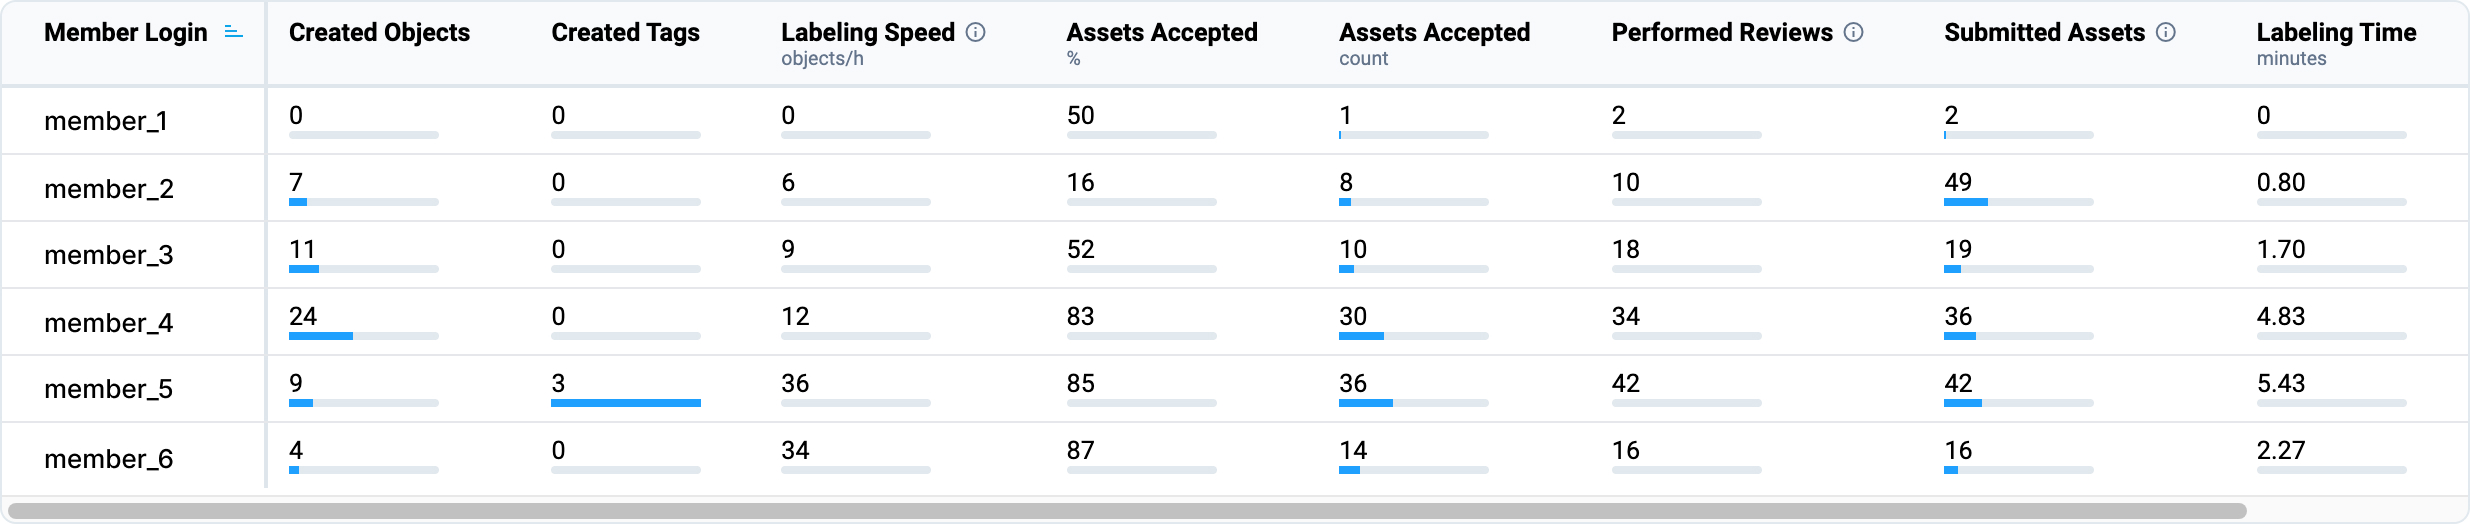 Member Login Created Objects Created Tags Labeling Speed Assets Accepted Assets Accepted Performed Reviews Submitted Assets Labeling Time
objects/h % count minutes
member_1 0 0 0 50 1 2 2 0
member_2 7 0 6 16 8 10 49 0.80
member_3 11 0 9 52 10 18 19 1.70
member_4 24 0 12 83 30 34 36 4.83
member_5 9 3 36 85 36 42 42 5.43
member_6 4 0 34 87 14 16 16 2.27